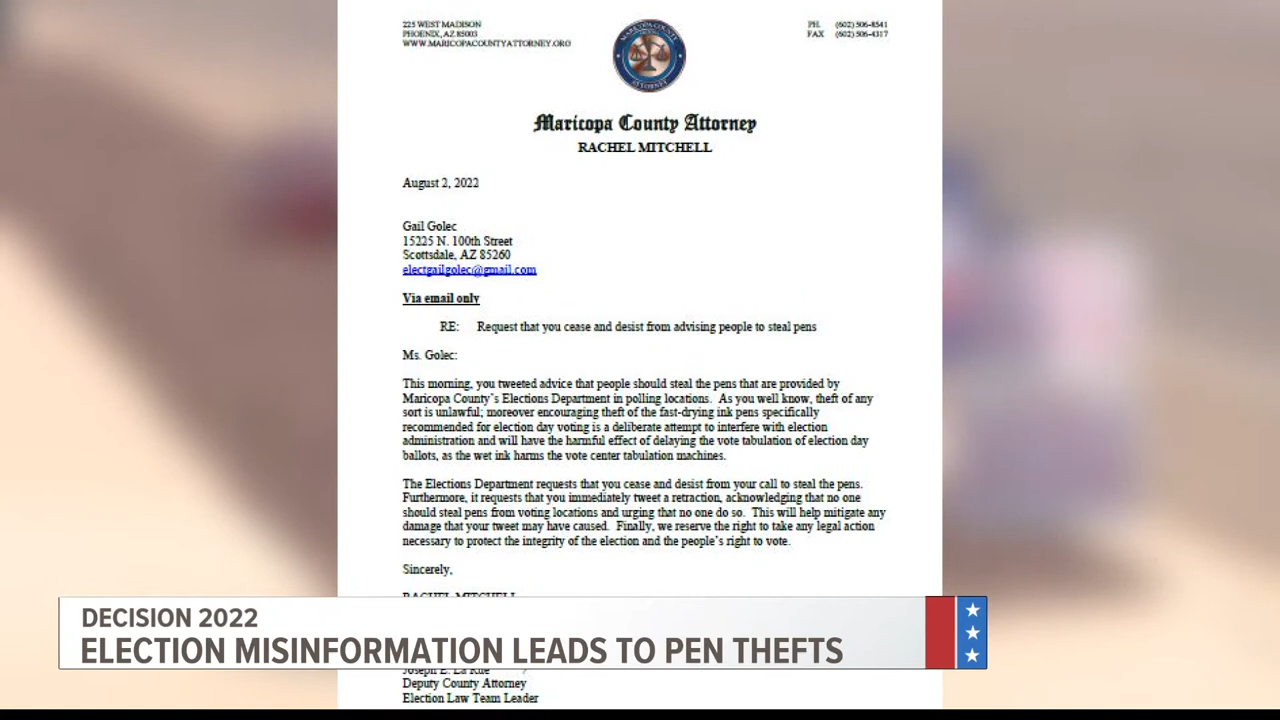 225 WEST MADISON
PHOENIX, AZ 85003
WWW.MARICOPACOUNTYATTORNEY.ORG
PH. (602) 506-8541
FAX (602) 506-4317
MARICOPA COUNTY
ATTORNEY
Maricopa County Attorney
RACHEL MITCHELL
August 2, 2022
Gail Golec
15225 N. 100th Street
Scottsdale, AZ 85260
electgailgolec@gmail.com
Via email only
RE: Request that you cease and desist from advising people to steal pens
Ms. Golec:
This morning, you tweeted advice that people should steal the pens that are provided by
Maricopa County's Elections Department in polling locations. As you well know, theft of any
sort is unlawful; moreover encouraging theft of the fast-drying ink pens specifically
recommended for election day voting is a deliberate attempt to interfere with election
administration and will have the harmful effect of delaying the vote tabulation of election day
ballots, as the wet ink harms the vote center tabulation machines.
The Elections Department requests that you cease and desist from your call to steal the pens.
Furthermore, it requests that you immediately tweet a retraction, acknowledging that no one
should steal pens from voting locations and urging that no one do so. This will help mitigate any
damage that your tweet may have caused. Finally, we reserve the right to take any legal action
necessary to protect the integrity of the election and the people's right to vote.
Sincerely,
RACHEL MITCHELL
DECISION 2022
ELECTION MISINFORMATION LEADS TO PEN THEFTS
Joseph E. La Rue
Deputy County Attorney
Election Law Team Leader